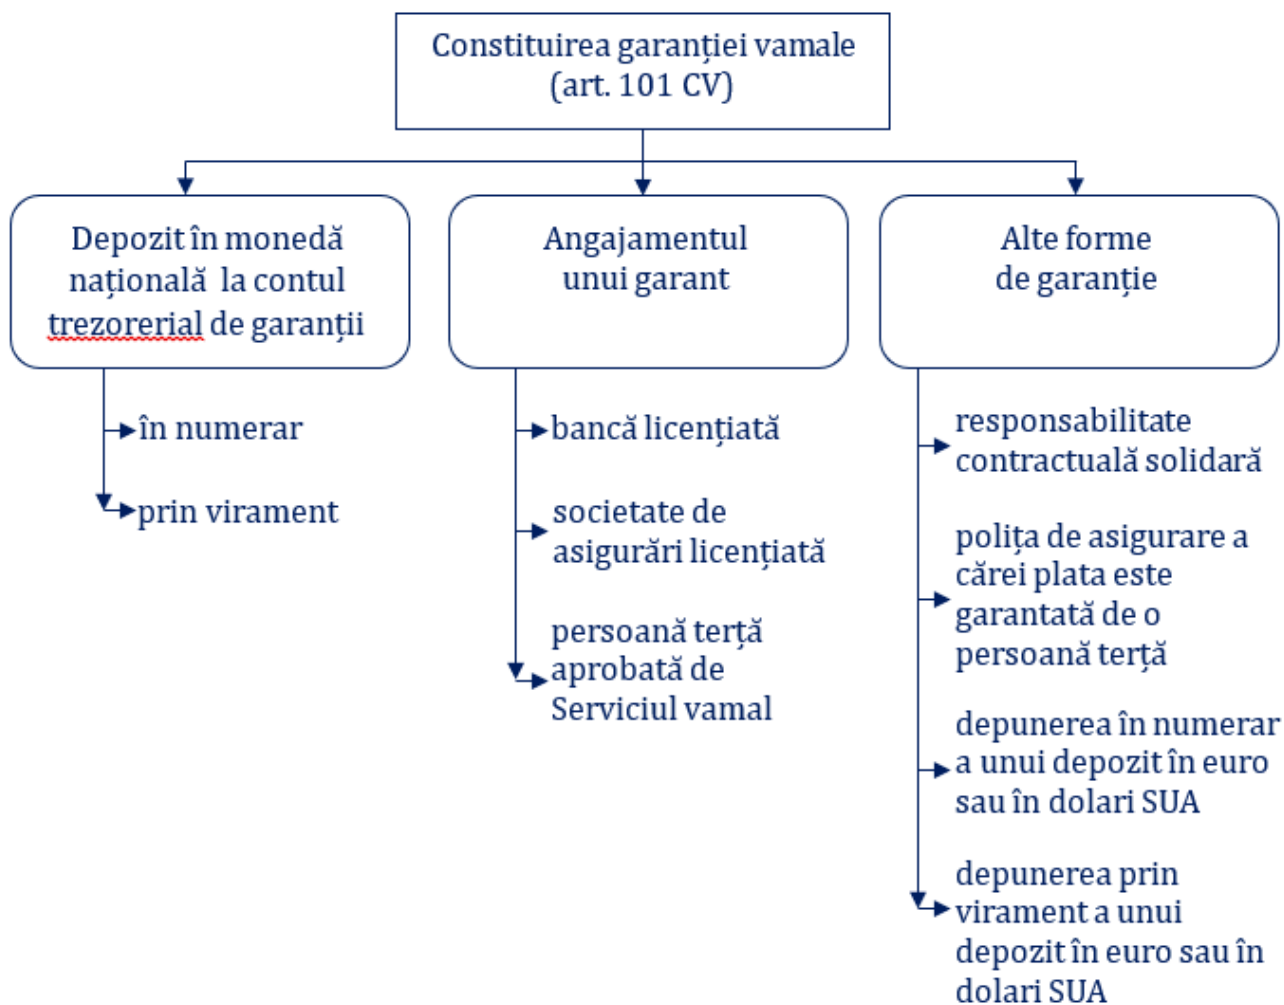 Constituirea garanției vamale
(art. 101 CV)
Depozit în monedă
națională la contul
trezorerial de garanții
în numerar
prin virament
Angajamentul
unui garant
bancă licențiată
societate de
asigurări licențiată
persoană terță
aprobată de
Serviciul vamal
Alte forme
de garanție
responsabilitate
contractuală solidară
polița de asigurare a
cărei plata este
garantată de o
persoană terță
depunerea în numerar
a unui depozit în euro
sau în dolari SUA
depunerea prin
virament a unui
depozit în euro sau în
dolari SUA